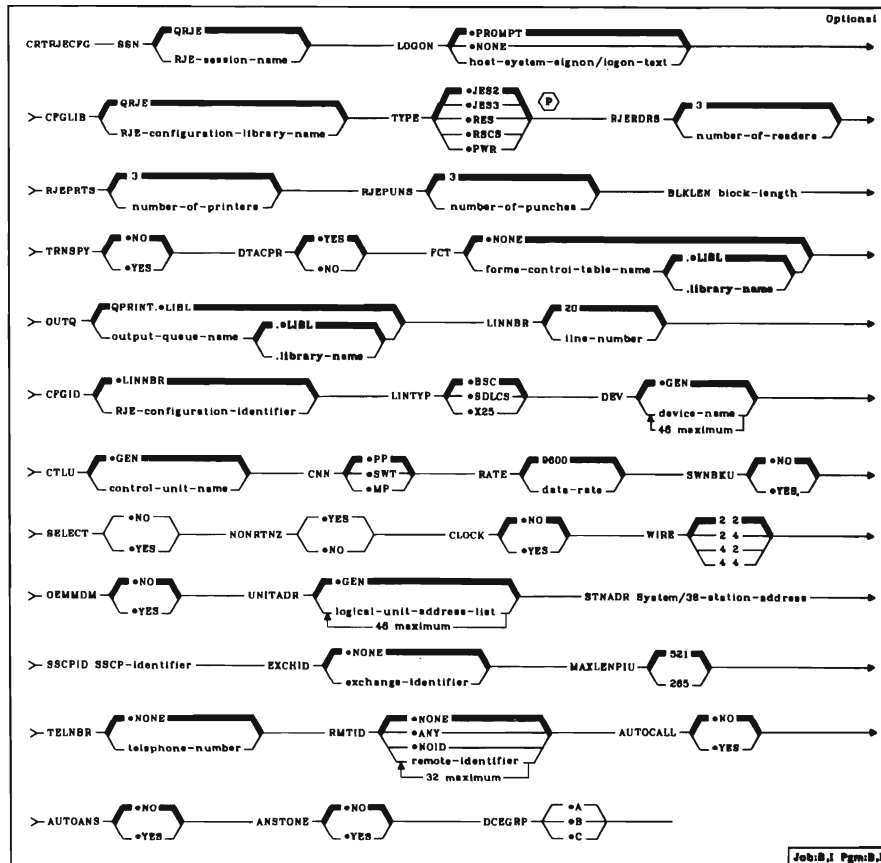 Optional
CRTRJECFG SSN QRJE RJE-session-name LOGON •PROMPT •NONE host-system-signon/logon-text
CFGLIB QRJE RJE-configuration-library-name TYPE •JES2 •JES3 •RES •RSCS •PWR P RJERDRS 3 number-of-readers
RJEPRTS 3 number-of-printers RJEPUNS 3 number-of-punches BLKLEN block-length
TRNSPY •NO •YES DTACPR •YES •NO FCT •NONE forms-control-table-name .•LIBL .library-name
OUTQ QPRINT.•LIBL output-queue-name .•LIBL .library-name LINNBR 20 line-number
CFGID •LINNBR RJE-configuration-identifier LINTYP •BSC •SDLCS •X25 DEV •GEN device-name 46 maximum
CTLU •GEN control-unit-name CNN •PP •SWT •MP RATE 9600 data-rate SWNBKU •NO •YES.
SELECT •NO •YES NONRTNZ •YES •NO CLOCK •NO •YES WIRE 2 2 2 4 4 2 4 4
OEMMDM •NO •YES UNITADR •GEN logical-unit-address-list 46 maximum STNADR System/38-station-address
SSCPID SSCP-identifier EXCHID •NONE exchange-identifier MAXLENPIU 521 265
TELNBR •NONE telephone-number RMTID •NONE •ANY •NOID remote-identifier 32 maximum AUTOCALL •NO •YES
AUTOANS •NO •YES ANSTONE •NO •YES DCEGRP •A •B •C
Job:B,I Pgm:B,I